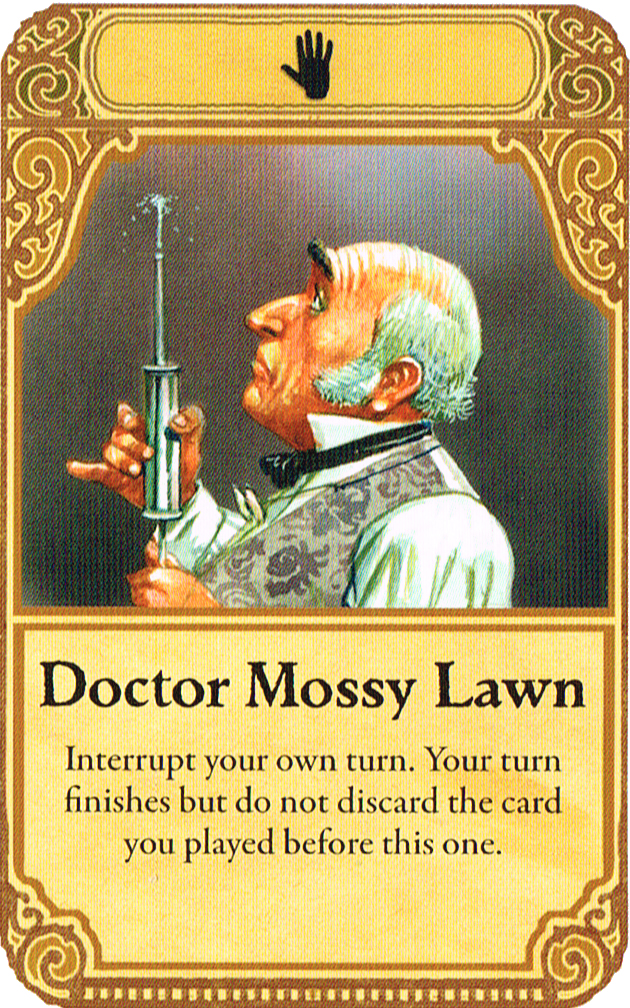 Doctor Mossy Lawn
Interrupt your own turn. Your turn
finishes but do not discard the card
you played before this one.